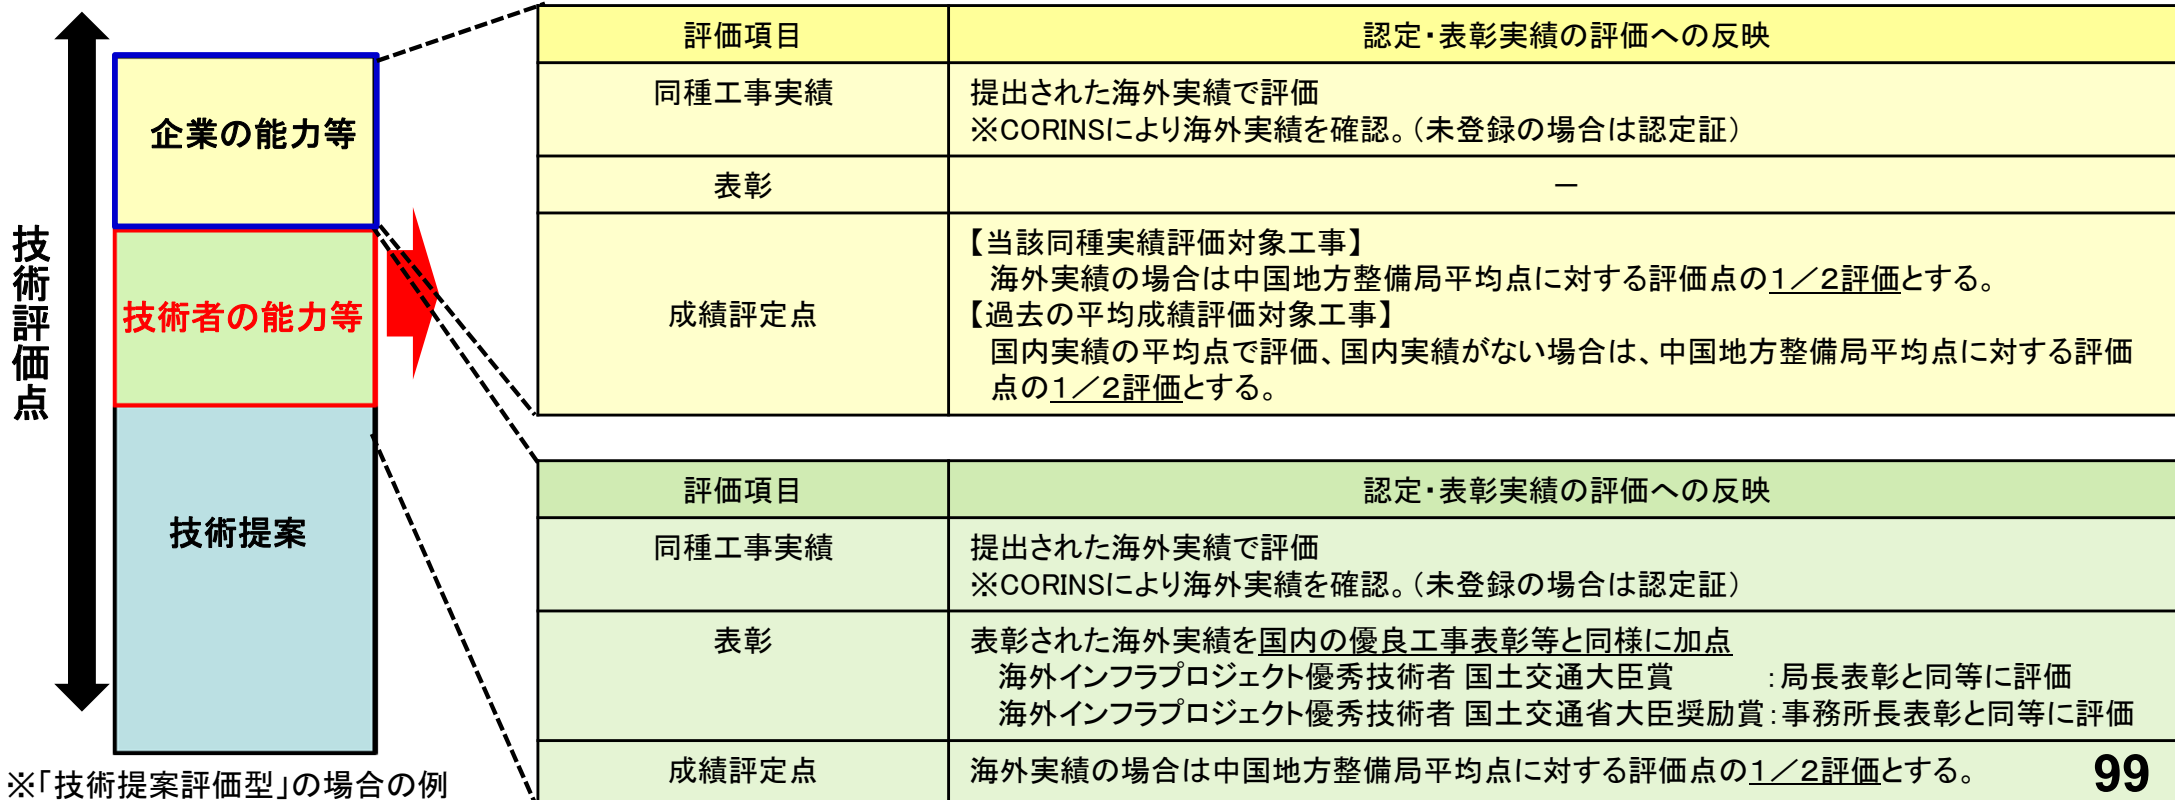 技術評価点
企業の能力等
技術者の能力等
技術提案
※「技術提案評価型」の場合の例
評価項目
認定・表彰実績の評価への反映
同種工事実績
提出された海外実績で評価
※CORINSにより海外実績を確認。（未登録の場合は認定証）
表彰
－
成績評定点
【当該同種実績評価対象工事】
海外実績の場合は中国地方整備局平均点に対する評価点の１／２評価とする。
【過去の平均成績評価対象工事】
国内実績の平均点で評価、国内実績がない場合は、中国地方整備局平均点に対する評価
点の１／２評価とする。
評価項目
認定・表彰実績の評価への反映
同種工事実績
提出された海外実績で評価
※CORINSにより海外実績を確認。（未登録の場合は認定証）
表彰
表彰された海外実績を国内の優良工事表彰等と同様に加点
海外インフラプロジェクト優秀技術者 国土交通大臣賞　　　：局長表彰と同等に評価
海外インフラプロジェクト優秀技術者 国土交通省大臣奨励賞：事務所長表彰と同等に評価
成績評定点
海外実績の場合は中国地方整備局平均点に対する評価点の１／２評価とする。
99